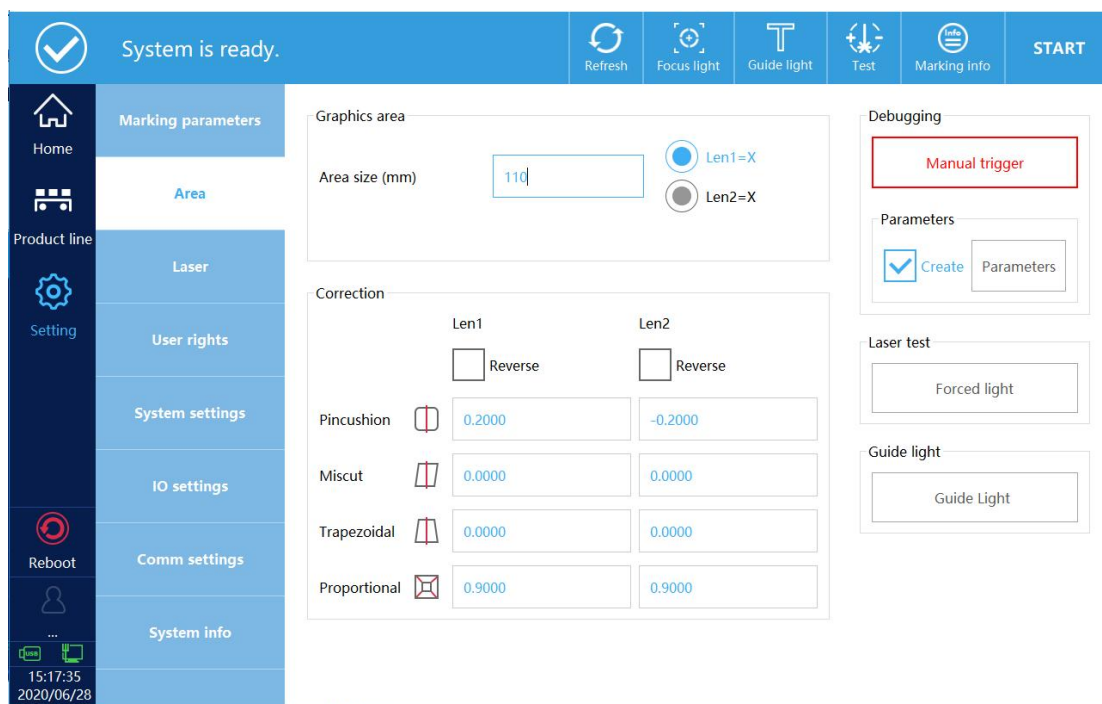 System is ready.
Refresh
Focus light
Guide light
Test
Info
Marking info
START
Home
Product line
Setting
Reboot
...
USB
15:17:35
2020/06/28
Marking parameters
Area
Laser
User rights
System settings
IO settings
Comm settings
System info
Graphics area
Area size (mm) 110
Len1=X
Len2=X
Correction
Len1 Len2
Reverse Reverse
Pincushion 0.2000 -0.2000
Miscut 0.0000 0.0000
Trapezoidal 0.0000 0.0000
Proportional 0.9000 0.9000
Debugging
Manual trigger
Parameters
Create Parameters
Laser test
Forced light
Guide light
Guide Light